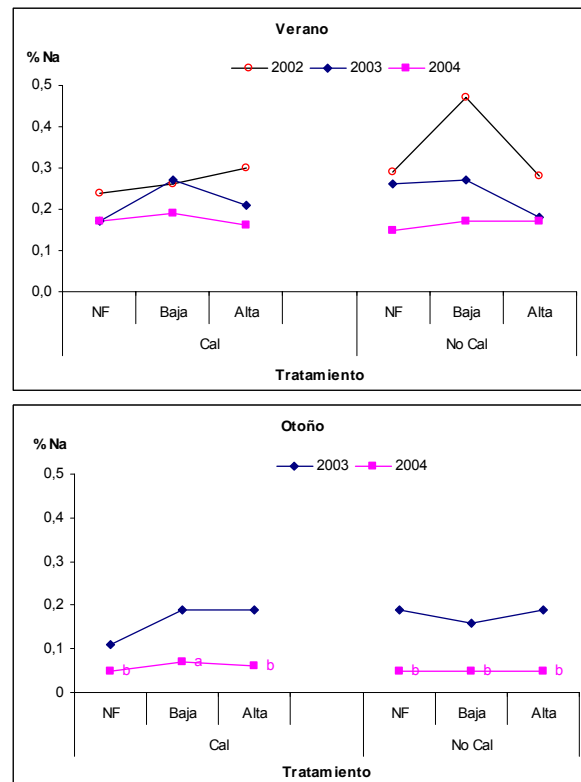 Verano
% Na
2002 2003 2004
0,5
0,4
0,3
0,2
0,1
0,0
NF Baja Alta NF Baja Alta
Cal No Cal
Tratamiento
Otoño
% Na
2003 2004
0,5
0,4
0,3
0,2
0,1
0
b a b b b b
NF Baja Alta NF Baja Alta
Cal No Cal
Tratamiento